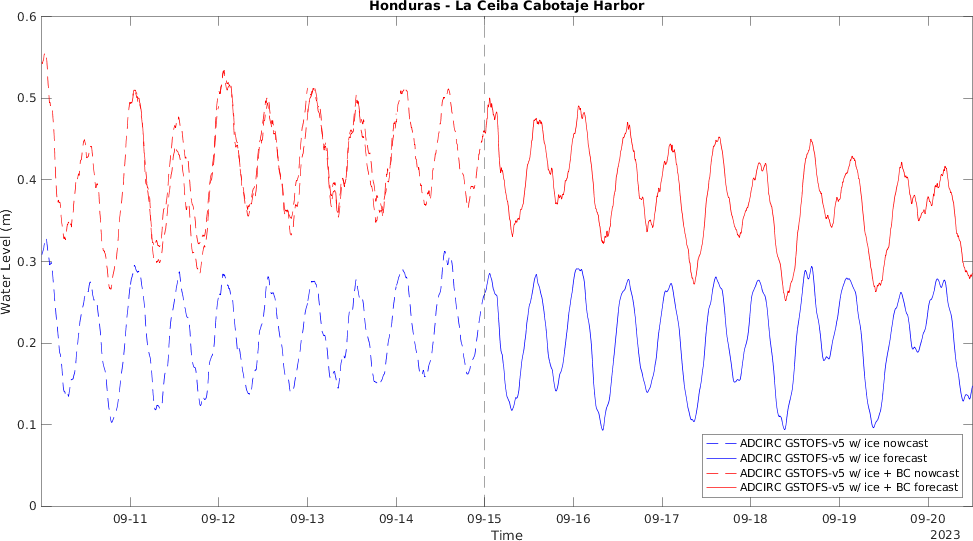 Honduras - La Ceiba Cabotaje Harbor
0.6
0.5
0.4
0.3
0.2
0.1
0
Water Level (m)
ADCIRC GSTOFS-v5 w/ ice nowcast
ADCIRC GSTOFS-v5 w/ ice forecast
ADCIRC GSTOFS-v5 w/ ice + BC nowcast
ADCIRC GSTOFS-v5 w/ ice + BC forecast
09-11 09-12 09-13 09-14 09-15 09-16 09-17 09-18 09-19 09-20
Time
2023